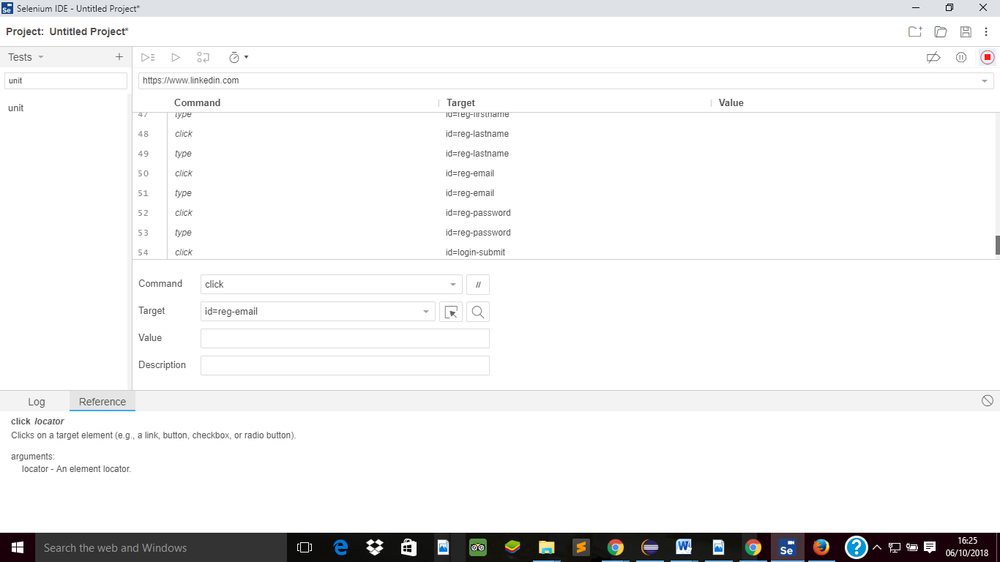 Selenium IDE - Untitled Project*
Project: Untitled Project*
Tests
unit
https://www.linkedin.com
Command Target Value
unit
47 type id=reg-firstname
48 click id=reg-lastname
49 type id=reg-lastname
50 click id=reg-email
51 type id=reg-email
52 click id=reg-password
53 type id=reg-password
54 click id=login-submit
Command click //
Target id=reg-email
Value
Description
Log Reference
click locator
Clicks on a target element (e.g., a link, button, checkbox, or radio button).
arguments:
locator - An element locator.
Search the web and Windows
16:25
06/10/2018